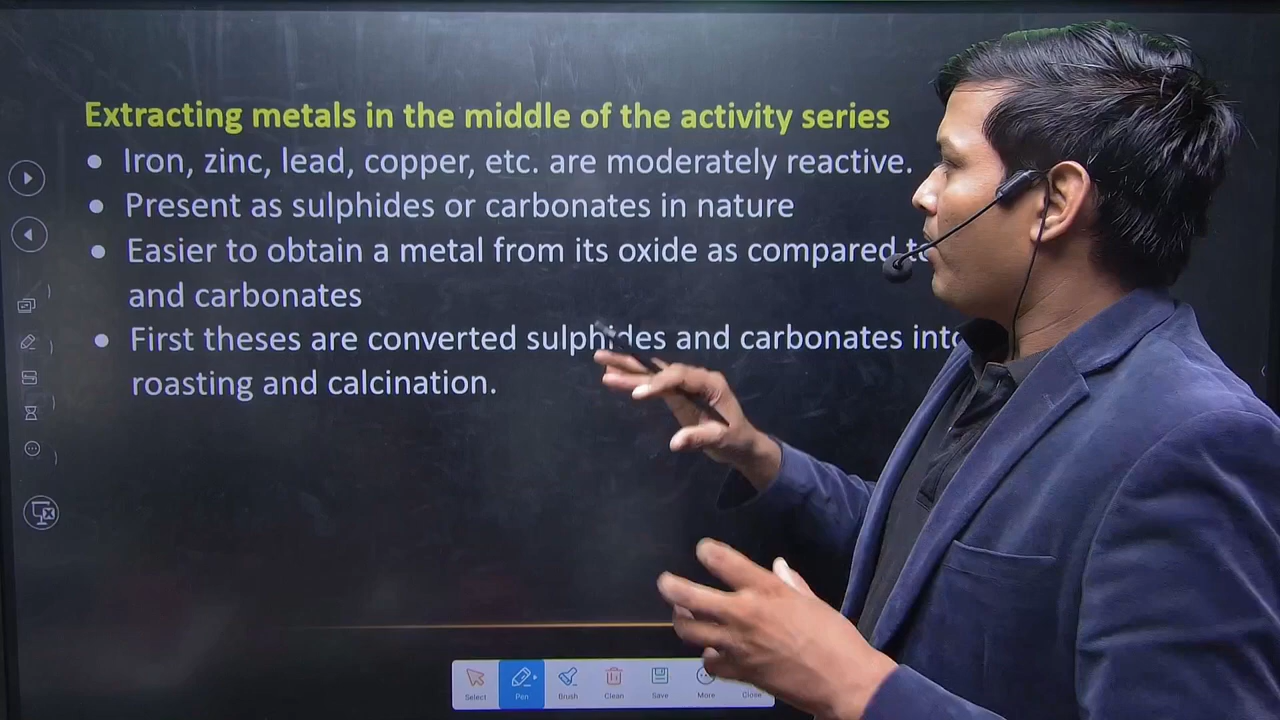 Extracting metals in the middle of the activity series
● Iron, zinc, lead, copper, etc. are moderately reactive.
● Present as sulphides or carbonates in nature
● Easier to obtain a metal from its oxide as compared
and carbonates
● First theses are converted sulphides and carbonates into
roasting and calcination.
Select Pen Brush Clean Save More Close